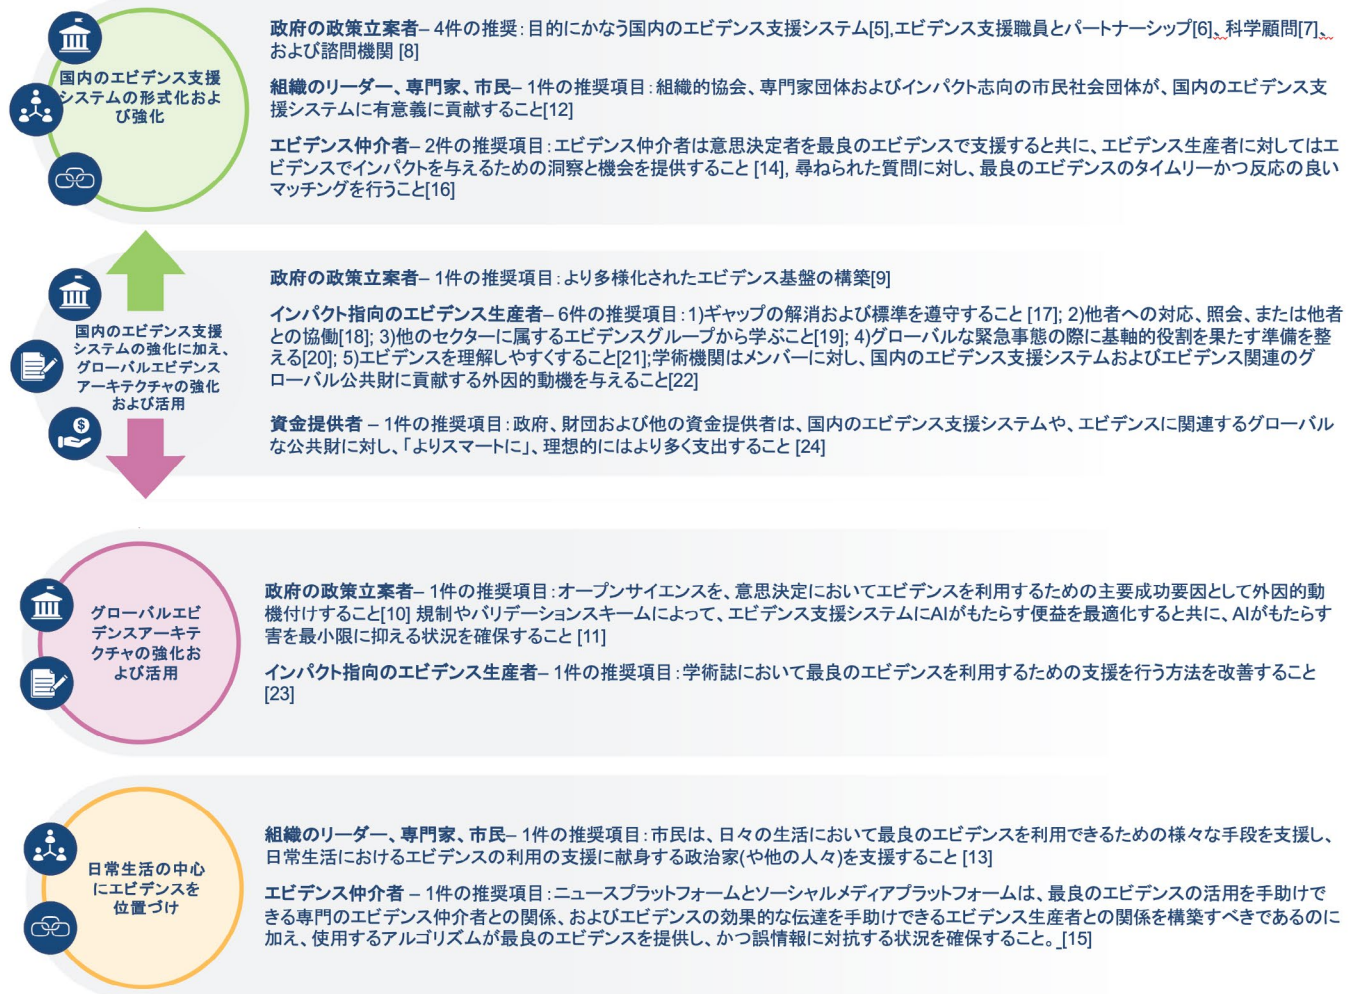 国内のエビデンス支援
システムの形式化およ
び強化
政府の政策立案者– 4件の推奨：目的にかなう国内のエビデンス支援システム[5],エビデンス支援職員とパートナーシップ[6]、科学顧問[7]、
および諮問機関 [8]
組織のリーダー、専門家、市民– 1件の推奨項目：組織的協会、専門家団体およびインパクト志向の市民社会団体が、国内のエビデンス支
援システムに有意義に貢献すること[12]
エビデンス仲介者– 2件の推奨項目：エビデンス仲介者は意思決定者を最良のエビデンスで支援すると共に、エビデンス生産者に対してはエ
ビデンスでインパクトを与えるための洞察と機会を提供すること [14], 尋ねられた質問に対し、最良のエビデンスのタイムリーかつ反応の良い
マッチングを行うこと[16]
国内のエビデンス支援
システムの強化に加え、
グローバルエビデンス
アーキテクチャの強化
および活用
政府の政策立案者– 1件の推奨項目：より多様化されたエビデンス基盤の構築[9]
インパクト指向のエビデンス生産者– 6件の推奨項目：1)ギャップの解消および標準を遵守すること [17]; 2)他者への対応、照会、または他者
との協働[18]; 3)他のセクターに属するエビデンスグループから学ぶこと[19]; 4)グローバルな緊急事態の際に基軸的役割を果たす準備を整
える[20]; 5)エビデンスを理解しやすくすること[21];学術機関はメンバーに対し、国内のエビデンス支援システムおよびエビデンス関連のグ
ローバル公共財に貢献する外因的動機を与えること[22]
資金提供者 – 1件の推奨項目：政府、財団および他の資金提供者は、国内のエビデンス支援システムや、エビデンスに関連するグローバル
な公共財に対し、「よりスマートに」、理想的にはより多く支出すること [24]
グローバルエビ
デンスアーキテ
クチャの強化お
よび活用
政府の政策立案者– 1件の推奨項目：オープンサイエンスを、意思決定においてエビデンスを利用するための主要成功要因として外因的動
機付けすること[10] 規制やバリデーションスキームによって、エビデンス支援システムにAIがもたらす便益を最適化すると共に、AIがもたらす
害を最小限に抑える状況を確保すること [11]
インパクト指向のエビデンス生産者– 1件の推奨項目：学術誌において最良のエビデンスを利用するための支援を行う方法を改善すること
[23]
日常生活の中心
にエビデンスを
位置づけ
組織のリーダー、専門家、市民– 1件の推奨項目：市民は、日々の生活において最良のエビデンスを利用できるための様々な手段を支援し、
日常生活におけるエビデンスの利用の支援に献身する政治家(や他の人々)を支援すること [13]
エビデンス仲介者 – 1件の推奨項目：ニュースプラットフォームとソーシャルメディアプラットフォームは、最良のエビデンスの活用を手助けで
きる専門のエビデンス仲介者との関係、およびエビデンスの効果的な伝達を手助けできるエビデンス生産者との関係を構築すべきであるのに
加え、使用するアルゴリズムが最良のエビデンスを提供し、かつ誤情報に対抗する状況を確保すること。 [15]